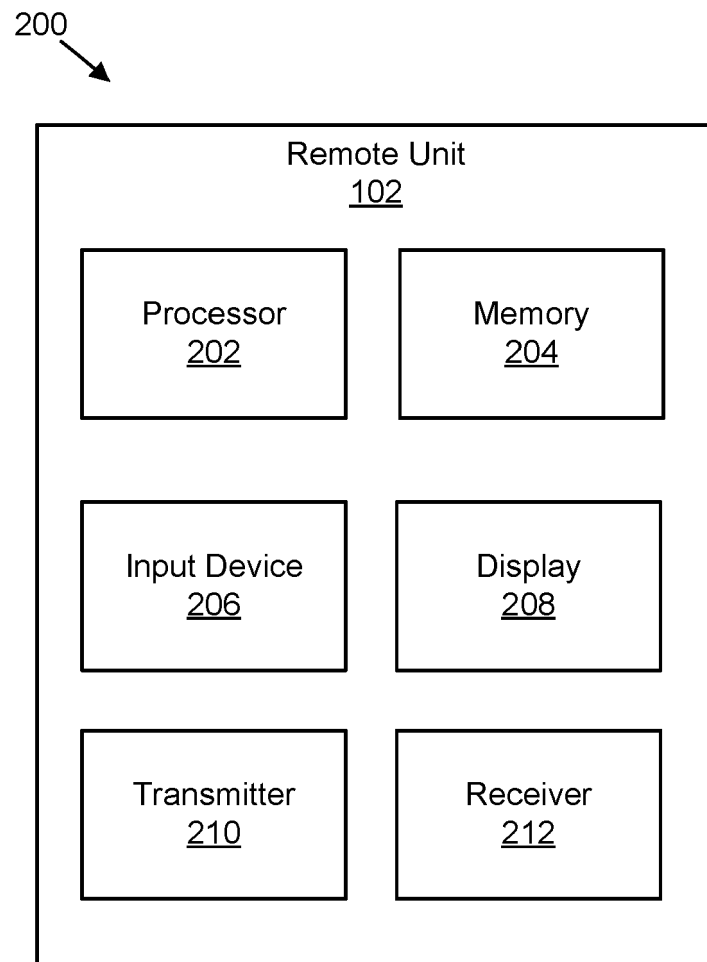 200
Remote Unit
102
Processor
202
Memory
204
Input Device
206
Display
208
Transmitter
210
Receiver
212